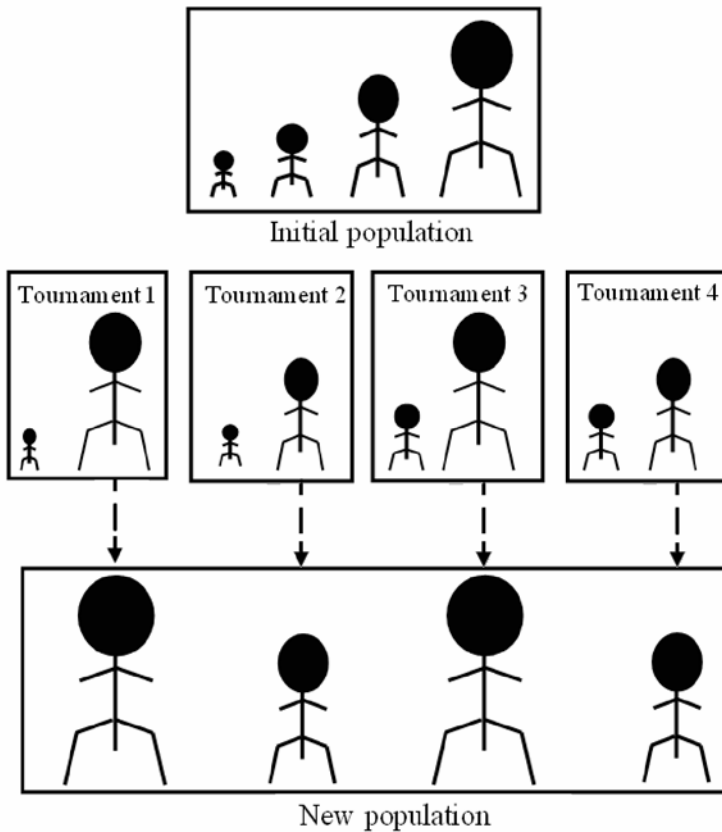 Initial population
Tournament 1
Tournament 2
Tournament 3
Tournament 4
New population